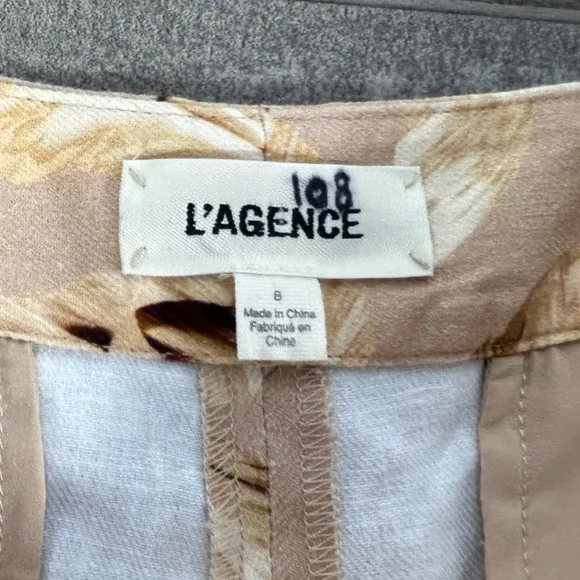 108
L'AGENCE
8
Made in China
Fabriqué en
Chine